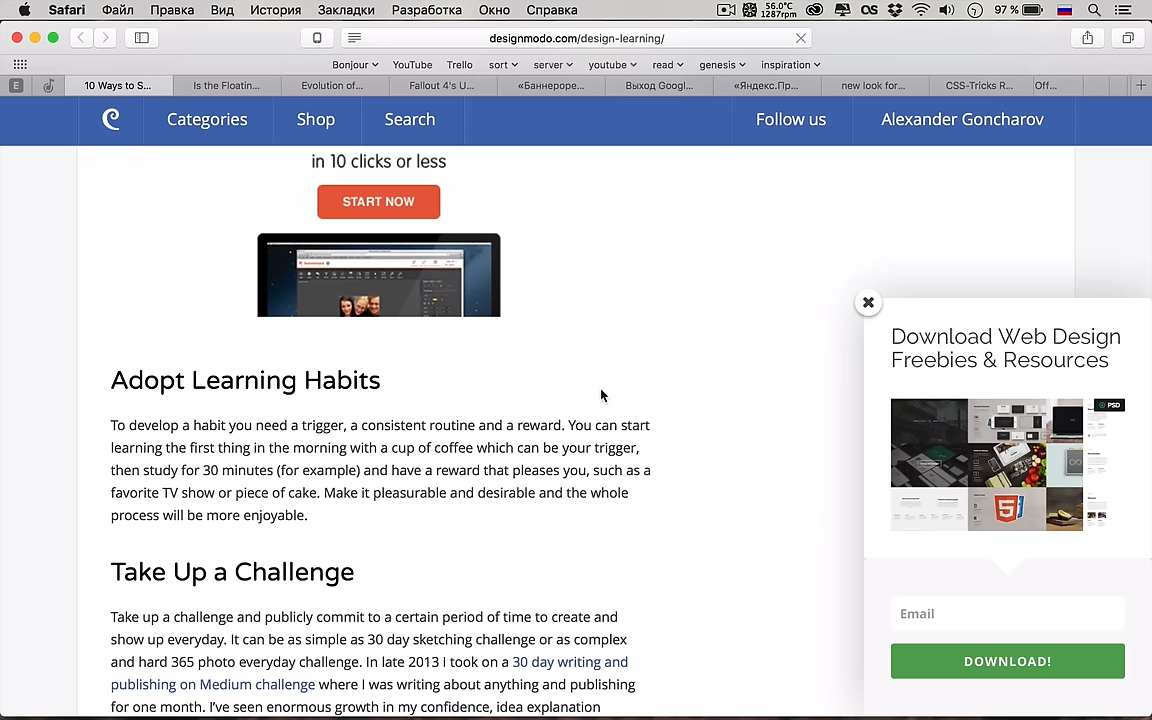 Safari Файл Правка Вид История Закладки Разработка Окно Справка 56.0°C 1287rpm 97 %
designmodo.com/design-learning/
Bonjour YouTube Trello sort server youtube read genesis inspiration
E 10 Ways to S... Is the Floatin... Evolution of... Fallout 4's U... «Баннероре... Выход Googl... «Яндекс.Пр... new look for... CSS-Tricks R... Off...
Categories Shop Search Follow us Alexander Goncharov
in 10 clicks or less
START NOW
Adopt Learning Habits
To develop a habit you need a trigger, a consistent routine and a reward. You can start
learning the first thing in the morning with a cup of coffee which can be your trigger,
then study for 30 minutes (for example) and have a reward that pleases you, such as a
favorite TV show or piece of cake. Make it pleasurable and desirable and the whole
process will be more enjoyable.
Take Up a Challenge
Take up a challenge and publicly commit to a certain period of time to create and
show up everyday. It can be as simple as 30 day sketching challenge or as complex
and hard 365 photo everyday challenge. In late 2013 I took on a 30 day writing and
publishing on Medium challenge where I was writing about anything and publishing
for one month. I've seen enormous growth in my confidence, idea explanation
Download Web Design
Freebies & Resources
PSD
Email
DOWNLOAD!